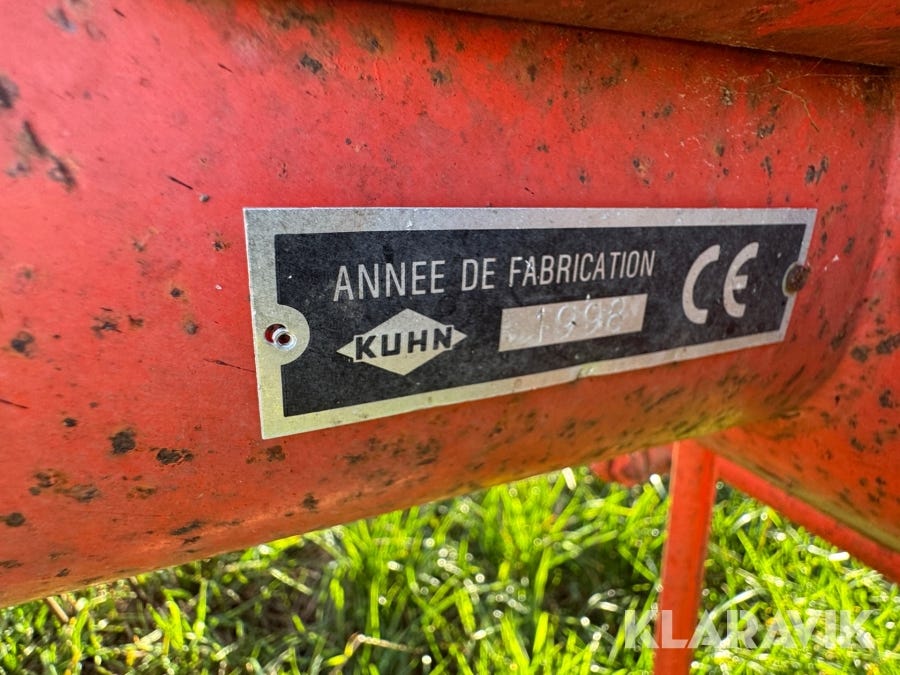 ANNEE DE FABRICATION
CE
KUHN
1998
KLARAVIK